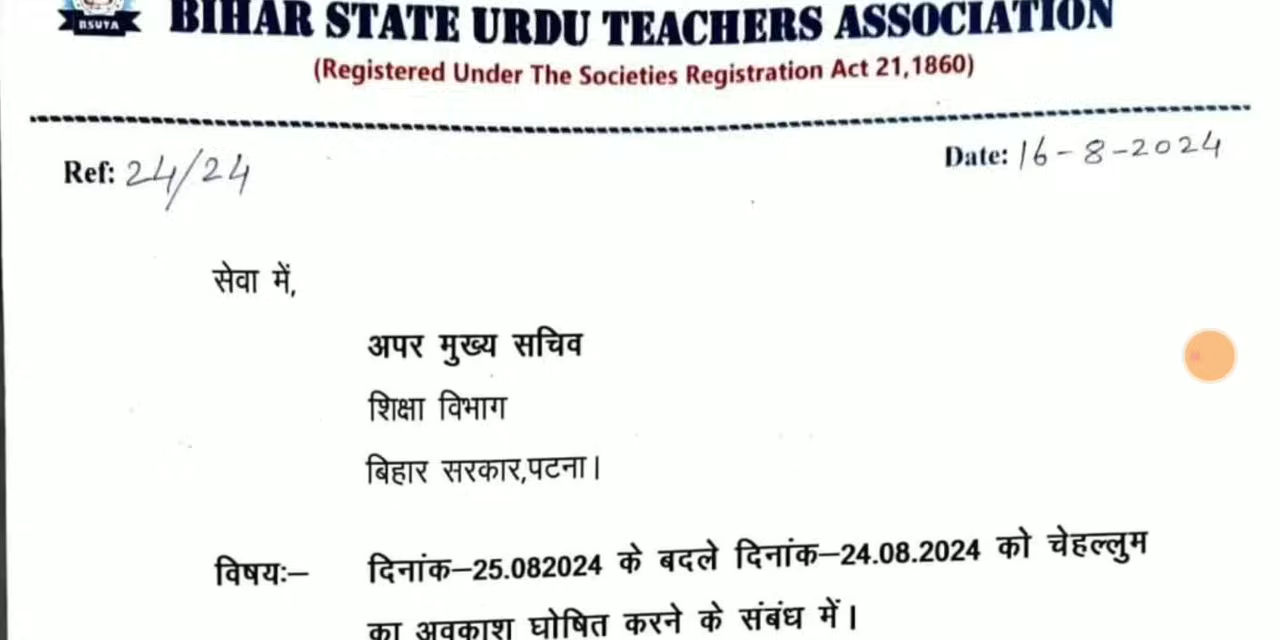 BSUTA
BIHAR STATE URDU TEACHERS ASSOCIATION
(Registered Under The Societies Registration Act 21,1860)
Ref: 24/24
Date: 16-8-2024
सेवा में,
अपर मुख्य सचिव
शिक्षा विभाग
बिहार सरकार,पटना।
विषयः– दिनांक–25.082024 के बदले दिनांक–24.08.2024 को चेहल्लुम
का अवकाश घोषित करने के संबंध में।